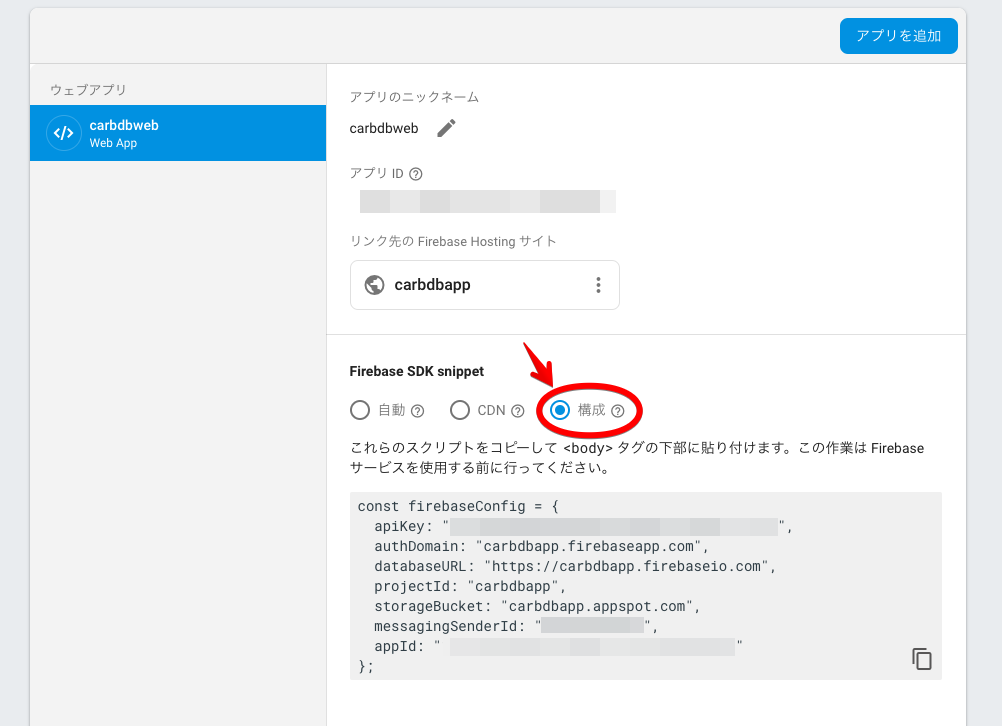 アプリを追加
ウェブアプリ
</>
carbdbweb
Web App
アプリのニックネーム
carbdbweb
アプリ ID ?
リンク先の Firebase Hosting サイト
carbdbapp
Firebase SDK snippet
自動 ? CDN ? 構成 ?
これらのスクリプトをコピーして <body> タグの下部に貼り付けます。この作業は Firebase
サービスを使用する前に行ってください。
const firebaseConfig = {
apiKey: "",
authDomain: "carbdbapp.firebaseapp.com",
databaseURL: "https://carbdbapp.firebaseio.com",
projectId: "carbdbapp",
storageBucket: "carbdbapp.appspot.com",
messagingSenderId: "",
appId: " "
};